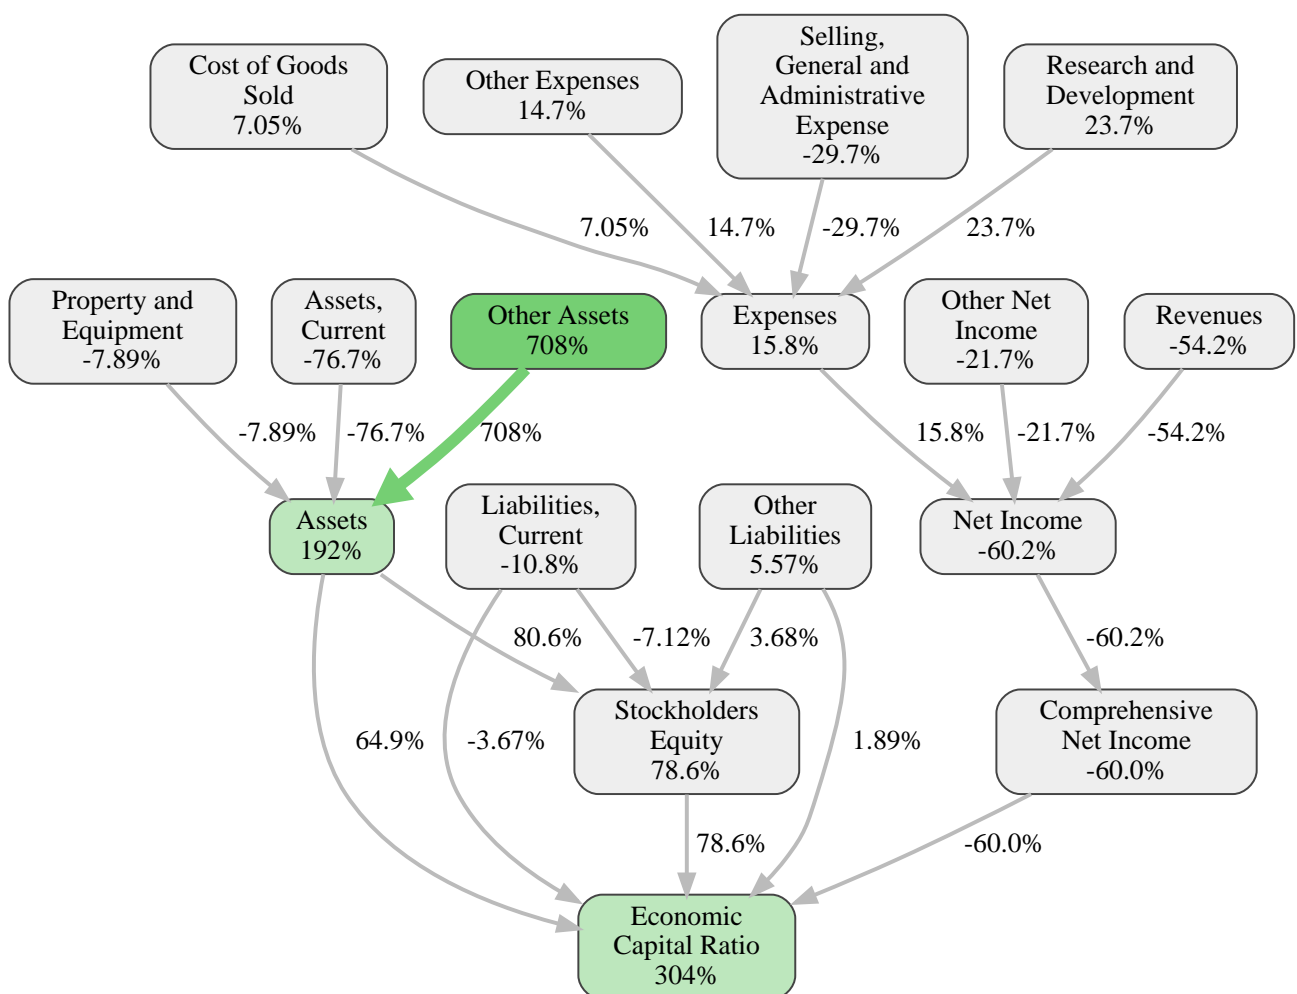 Cost of Goods
Sold
7.05%
Other Expenses
14.7%
Selling,
General and
Administrative
Expense
-29.7%
Research and
Development
23.7%
7.05%
14.7%
-29.7%
23.7%
Property and
Equipment
-7.89%
Assets,
Current
-76.7%
Other Assets
708%
Expenses
15.8%
Other Net
Income
-21.7%
Revenues
-54.2%
-7.89%
-76.7%
708%
15.8%
-21.7%
-54.2%
Assets
192%
Liabilities,
Current
-10.8%
Other
Liabilities
5.57%
Net Income
-60.2%
80.6%
-7.12%
3.68%
-60.2%
64.9%
-3.67%
Stockholders
Equity
78.6%
1.89%
Comprehensive
Net Income
-60.0%
78.6%
-60.0%
Economic
Capital Ratio
304%